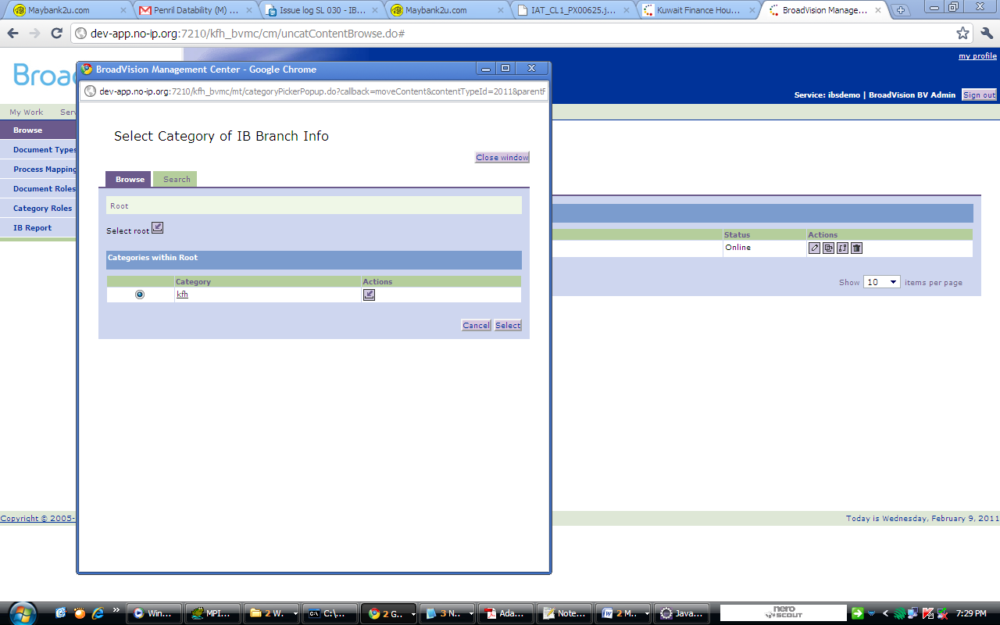 Maybank2u.com
Penril Datability (M) ...
Issue log SL 030 - IB...
Maybank2u.com
IAT_CL1_PX00625.j...
Kuwait Finance Hou...
BroadVision Manage...
dev-app.no-ip.org:7210/kfh_bvmc/cm/uncatContentBrowse.do#
my profile
Service: ibsdemo | BroadVision BV Admin Sign out
My Work Serv
Browse
Document Types
Process Mapping
Document Roles
Category Roles
IB Report
BroadVision Management Center - Google Chrome
dev-app.no-ip.org:7210/kfh_bvmc/mt/categoryPickerPopup.do?callback=moveContent&contentTypeId=2011&parentF
Select Category of IB Branch Info
Close window
Browse Search
Root
Select root
Categories within Root
Category Actions
kfh
Cancel Select
Status Actions
Online
Show 10 items per page
Copyright © 2005-
Today is Wednesday, February 9, 2011
Win...
MPI...
2 W...
C:\...
2 G...
3 N...
Ada...
Note...
2 M...
Java...
nero
SCOUT
7:29 PM